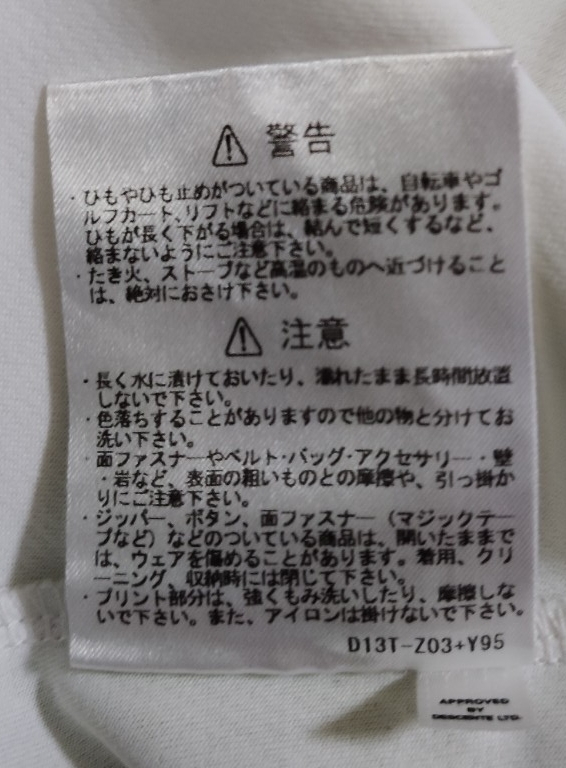 ⚠ 警告
・ひもやひも止めがついている商品は、自転車やゴ
ルフカート、リフトなどに絡まる危険があります。
ひもが長く下がる場合は、結んで短くするなど、
絡まないようにご注意下さい。
・たき火、ストーブなど高温のものへ近づけること
は、絶対におさけ下さい。
⚠ 注意
・長く水に漬けておいたり、濡れたまま長時間放置
しないで下さい。
・色落ちすることがありますので他の物と分けてお
洗い下さい。
・面ファスナーやベルト・バッグ・アクセサリー・壁
・岩など、表面の粗いものとの摩擦や、引っ掛か
りにご注意下さい。
・ジッパー、ボタン、面ファスナー（マジックテー
プなど）などのついている商品は、開いたままで
は、ウェアを傷めることがあります。着用、クリ
ーニング、収納時には閉じて下さい。
・プリント部分は、強くもみ洗いしたり、摩擦しな
いで下さい。また、アイロンは掛けないで下さい。
D13T-Z03+Y95
APPROVED
BY
DESCENTE LTD.